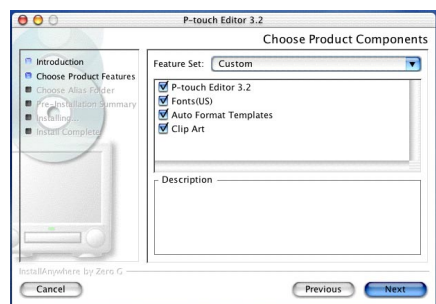 P-touch Editor 3.2
Choose Product Components
Introduction
Choose Product Features
Choose Alias Folder
Pre-Installation Summary
Installing...
Install Complete
Feature Set: Custom
P-touch Editor 3.2
Fonts(US)
Auto Format Templates
Clip Art
Description
InstallAnywhere by Zero G
Cancel
Previous
Next